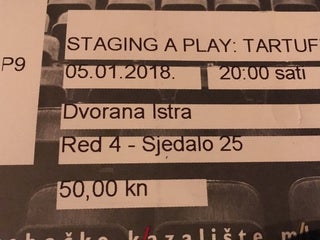 P9
STAGING A PLAY: TARTUF
05.01.2018. 20:00 sati
Dvorana Istra
Red 4 - Sjedalo 25
50,00 kn
kazalište